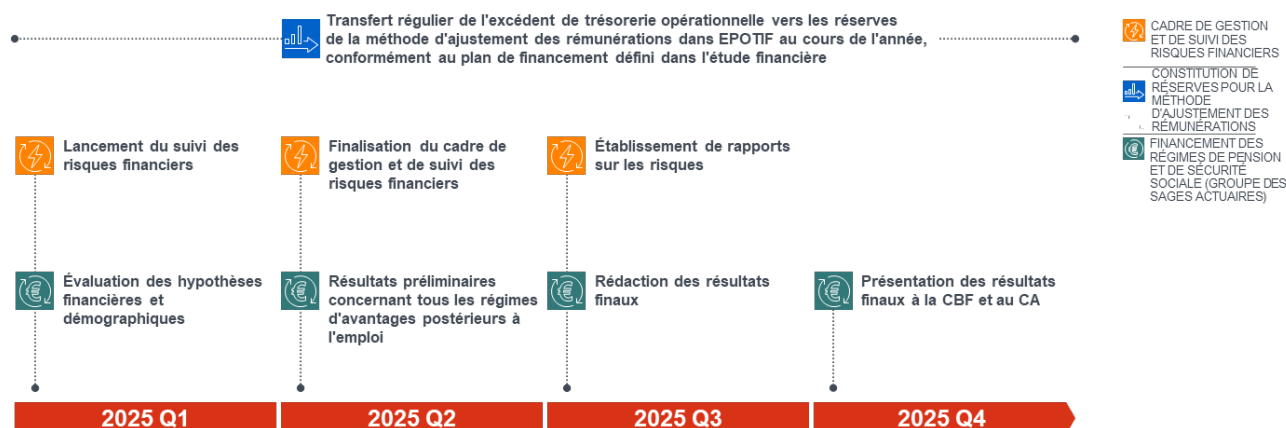 Transfert régulier de l'excédent de trésorerie opérationnelle vers les réserves
de la méthode d'ajustement des rémunérations dans EPOTIF au cours de l'année,
conformément au plan de financement défini dans l'étude financière
CADRE DE GESTION
ET DE SUIVI DES
RISQUES FINANCIERS
CONSTITUTION DE
RÉSERVES POUR LA
MÉTHODE
D'AJUSTEMENT DES
RÉMUNÉRATIONS
FINANCEMENT DES
RÉGIMES DE PENSION
ET DE SÉCURITÉ
SOCIALE (GROUPE DES
SAGES ACTUAIRES)
Lancement du suivi des
risques financiers
Finalisation du cadre de
gestion et de suivi des
risques financiers
Établissement de rapports
sur les risques
Évaluation des hypothèses
financières et
démographiques
Résultats préliminaires
concernant tous les régimes
d'avantages postérieurs à
l'emploi
Rédaction des résultats
finaux
Présentation des résultats
finaux à la CBF et au CA
2025 Q1
2025 Q2
2025 Q3
2025 Q4